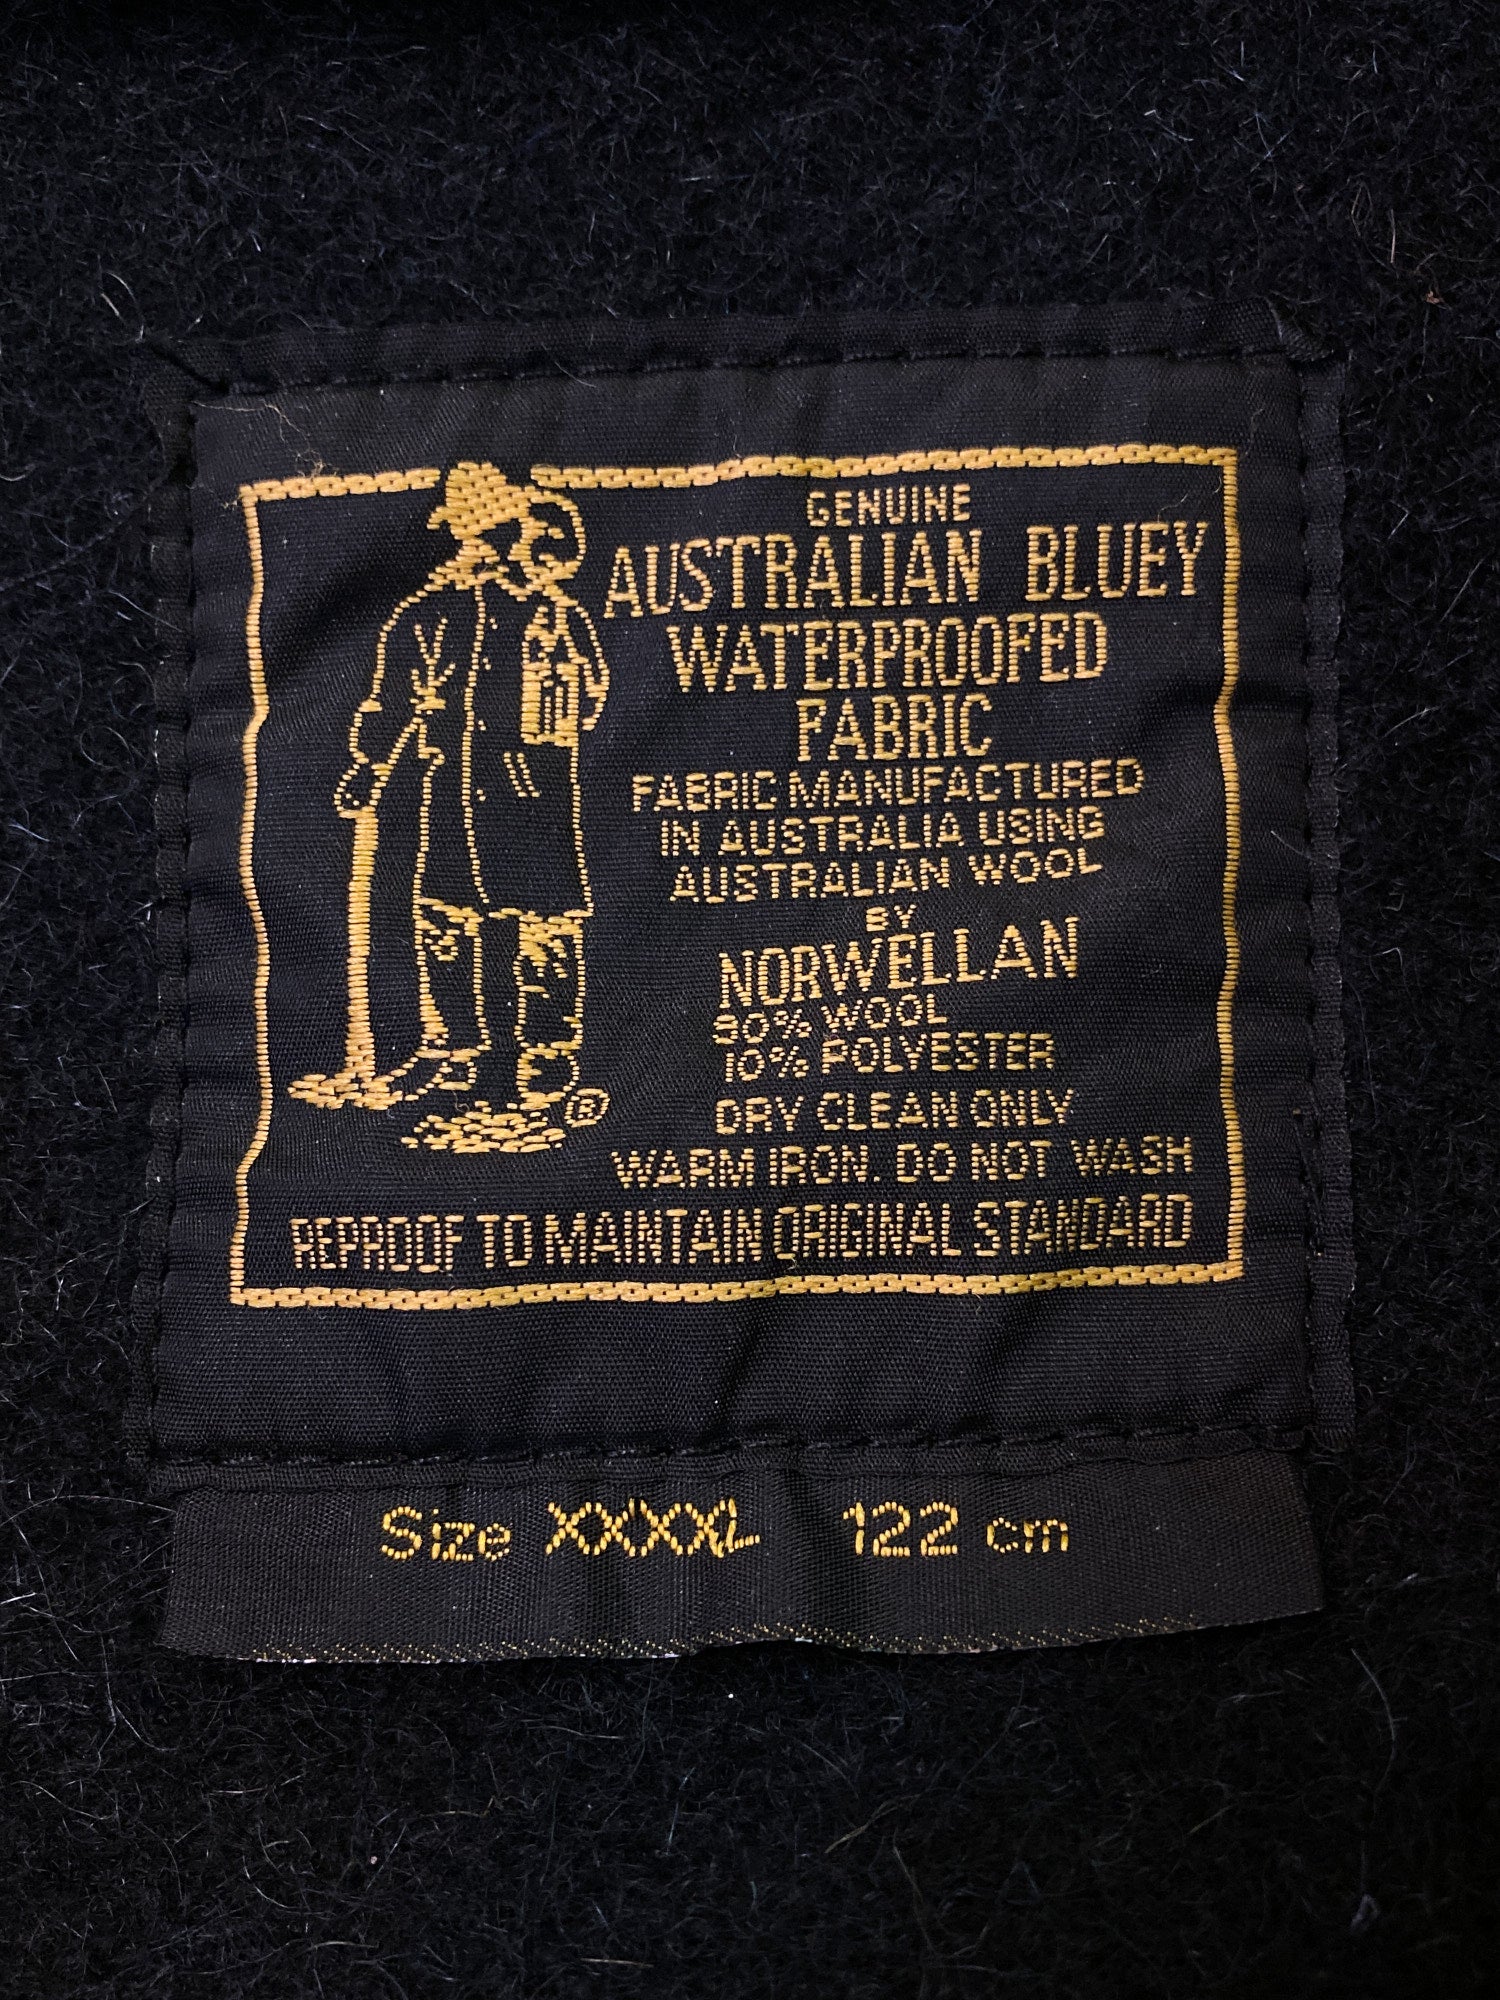 GENUINE
AUSTRALIAN BLUEY
WATERPROOFED
FABRIC
FABRIC MANUFACTURED
IN AUSTRALIA USING
AUSTRALIAN WOOL
BY
NORWELLAN
90% WOOL
10% POLYESTER
DRY CLEAN ONLY
WARM IRON. DO NOT WASH
REPROOF TO MAINTAIN ORIGINAL STANDARD
®
Size XXXXL 122 cm